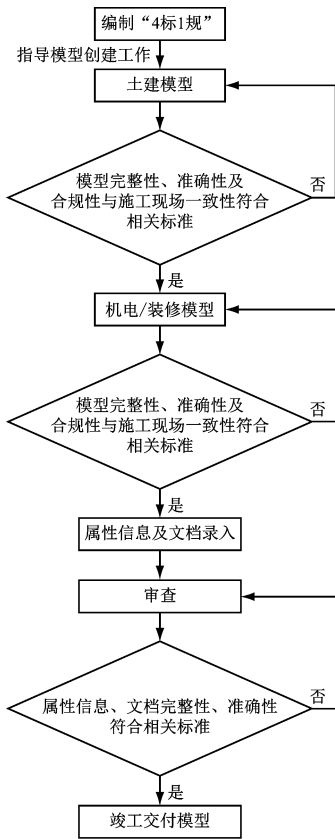 编制“4标1规”
指导模型创建工作
土建模型
模型完整性、准确性及
合规性与施工现场一致性符合
相关标准
否
是
机电/装修模型
模型完整性、准确性及
合规性与施工现场一致性符合
相关标准
否
是
属性信息及文档录入
审查
属性信息、文档完整性、准确性
符合相关标准
否
是
竣工交付模型